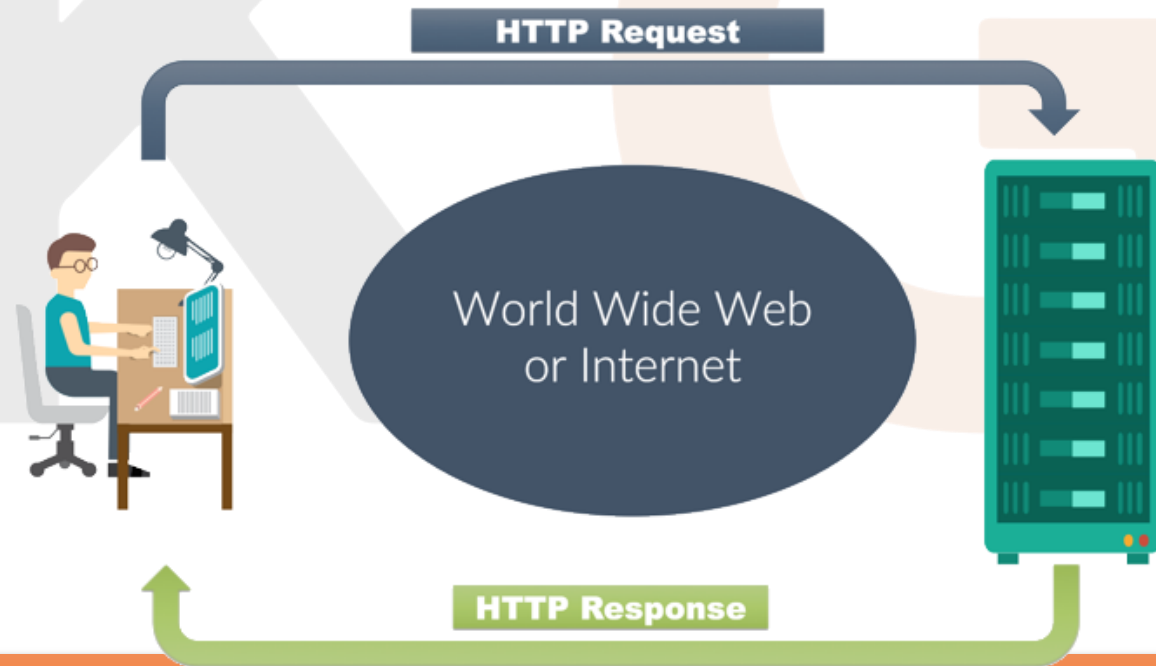 HTTP Request
World Wide Web
or Internet
HTTP Response